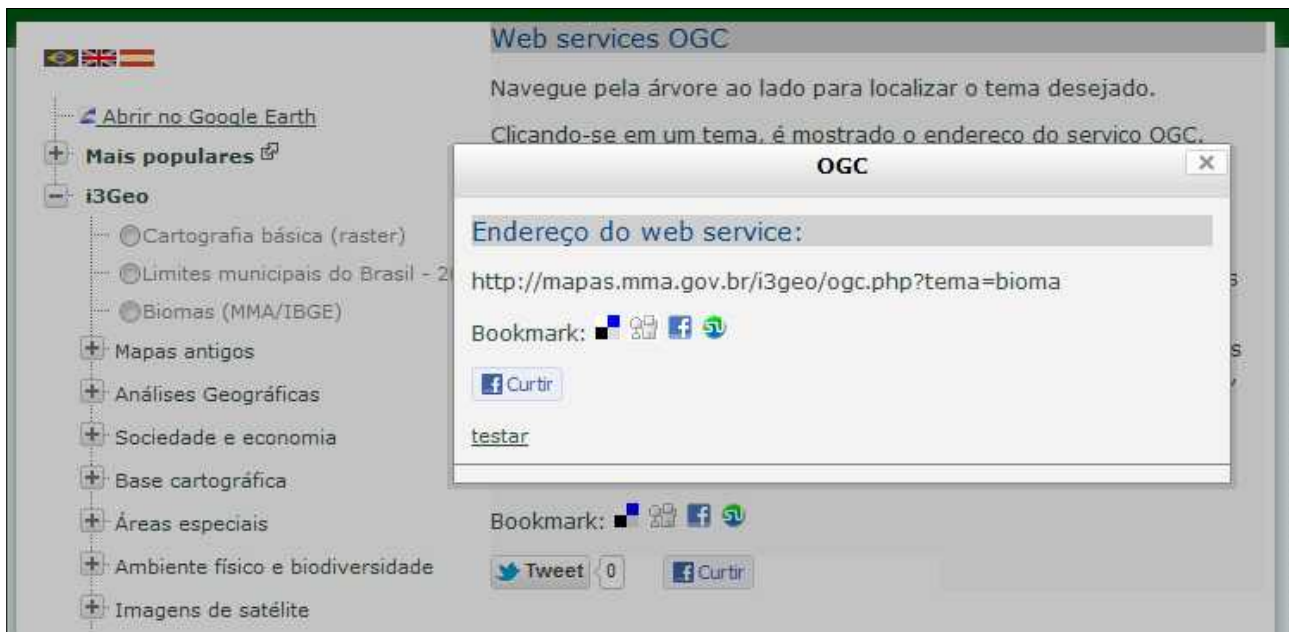 Abrir no Google Earth
Mais populares
i3Geo
Cartografia básica (raster)
Limites municipais do Brasil -
Biomas (MMA/IBGE)
Mapas antigos
Análises Geográficas
Sociedade e economia
Base cartográfica
Áreas especiais
Ambiente físico e biodiversidade
Imagens de satélite
Web services OGC
Navegue pela árvore ao lado para localizar o tema desejado.
Clicando-se em um tema, é mostrado o endereço do serviço OGC.
OGC
Endereço do web service:
http://mapas.mma.gov.br/i3geo/ogc.php?tema=bioma
Bookmark:
Curtir
testar
Bookmark:
Tweet 0 Curtir